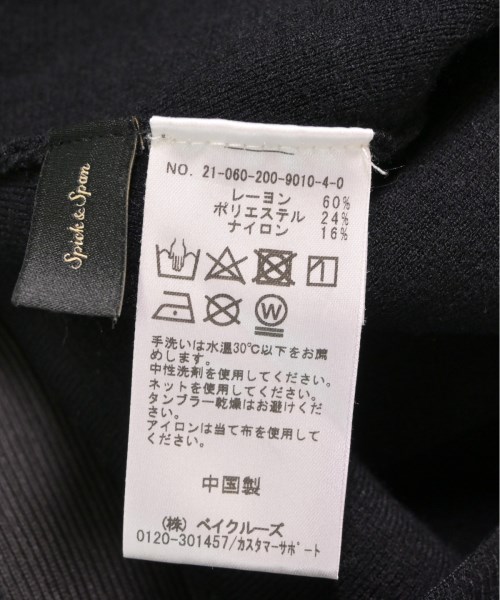 Spick & Span
NO. 21-060-200-9010-4-0
レーヨン 60%
ポリエステル 24%
ナイロン 16%
W
手洗いは水温30℃以下をお薦
めします。
中性洗剤を使用してください。
ネットを使用してください。
タンブラー乾燥はお避けくだ
さい。
アイロンは当て布を使用して
ください。
中国製
(株) ベイクルーズ
0120-301457/カスタマーサポート